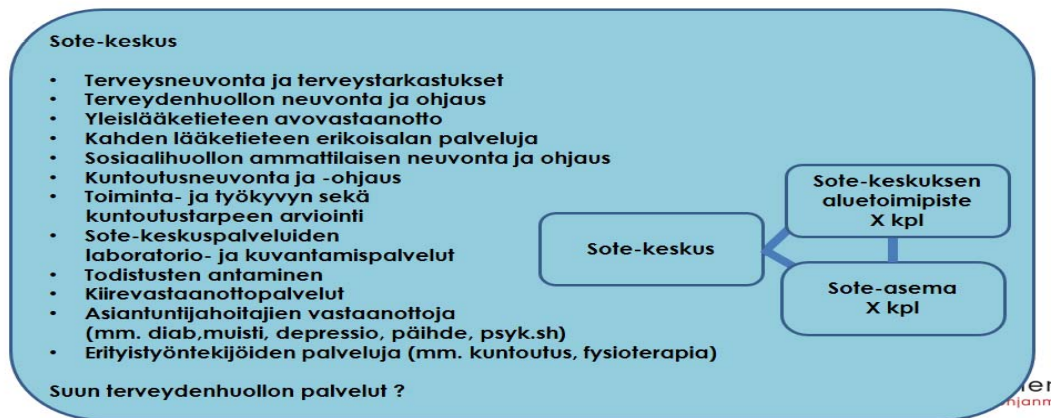 Sote-keskus
• Terveysneuvonta ja terveystarkastukset
• Terveydenhuollon neuvonta ja ohjaus
• Yleislääketieteen avovastaanotto
• Kahden lääketieteen erikoisalan palveluja
• Sosiaalihuollon ammattilaisen neuvonta ja ohjaus
• Kuntoutusneuvonta ja -ohjaus
• Toiminta- ja työkyvyn sekä
kuntoutustarpeen arviointi
• Sote-keskuspalveluiden
laboratorio- ja kuvantamispalvelut
• Todistusten antaminen
• Kiirevastaanottopalvelut
• Asiantuntijahoitajien vastaanottoja
(mm. diab,muisti, depressio, päihde, psyk.sh)
• Erityistyöntekijöiden palveluja (mm. kuntoutus, fysioterapia)
Suun terveydenhuollon palvelut ?
Sote-keskus
Sote-keskuksen
aluetoimipiste
X kpl
Sote-asema
X kpl